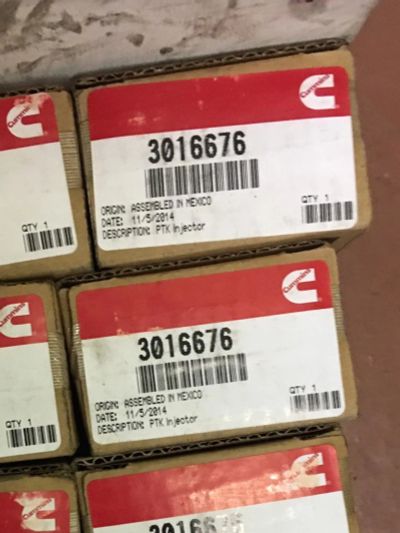 Cummins
3016676
ORIGIN: ASSEMBLED IN MEXICO
DATE: 11/5/2014
DESCRIPTION: PTK Injector
QTY 1
Cummins
QTY 1
Cummins
3016676
ORIGIN: ASSEMBLED IN MEXICO
DATE: 11/5/2014
DESCRIPTION: PTK Injector
QTY 1
Cummins
QTY 1
Cummins